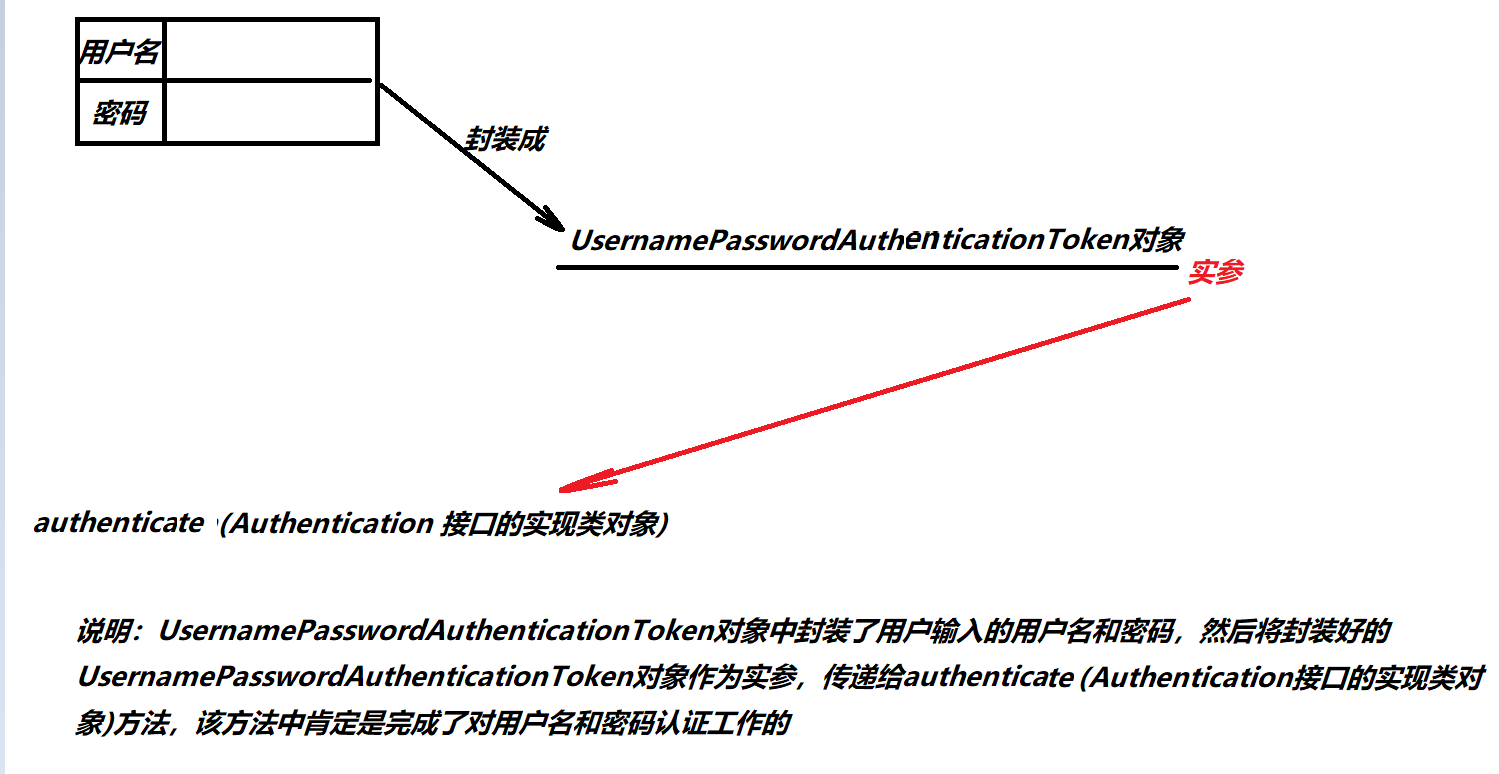 用户名
密码
封装成
UsernamePasswordAuthenticationToken对象
实参
authenticate (Authentication 接口的实现类对象)
说明：UsernamePasswordAuthenticationToken对象中封装了用户输入的用户名和密码，然后将封装好的
UsernamePasswordAuthenticationToken对象作为实参，传递给authenticate (Authentication接口的实现类对
象)方法，该方法中肯定是完成了对用户名和密码认证工作的